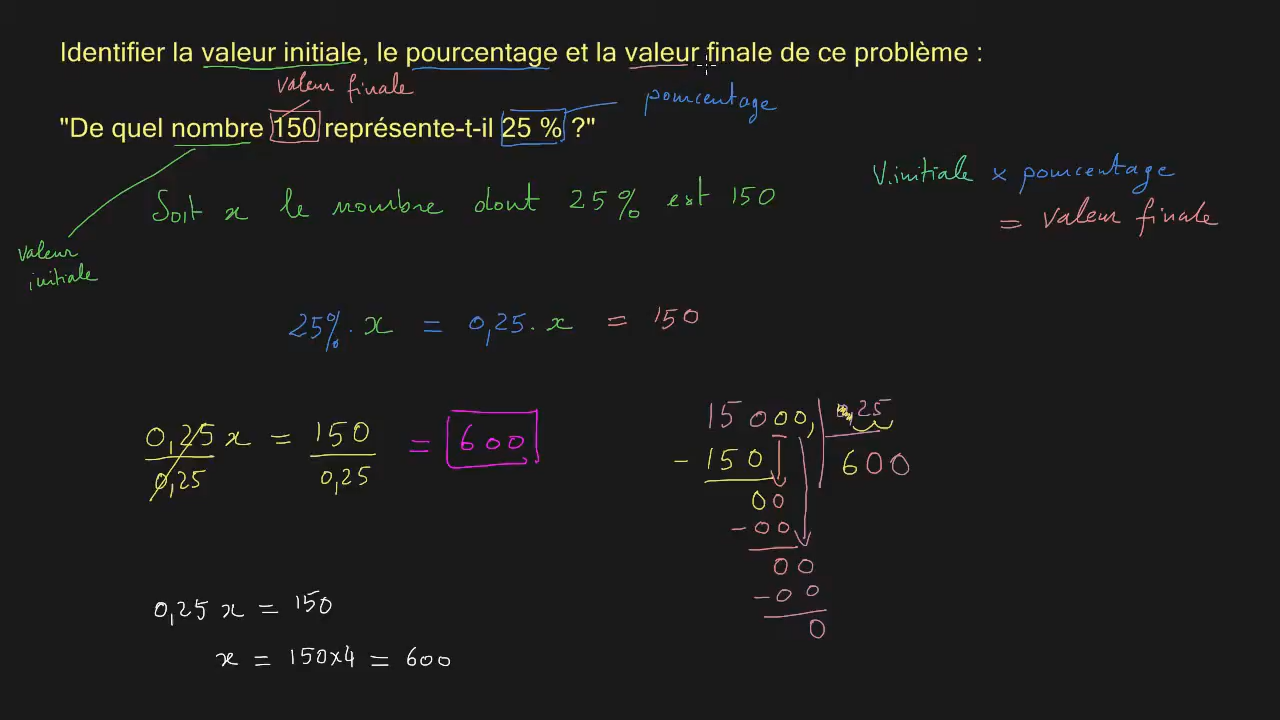 Identifier la valeur initiale, le pourcentage et la valeur finale de ce problème :
valeur finale
pourcentage
"De quel nombre 150 représente-t-il 25 % ?"
v.initiale × pourcentage
= valeur finale
Soit x le nombre dont 25% est 150
valeur
initiale
25% . x = 0,25 . x = 150
0,25 x = 150 = 600
0,25 0,25
15000, 0,25
- 150 600
00
- 00
00
- 00
0
0,25 x = 150
x = 150 x 4 = 600